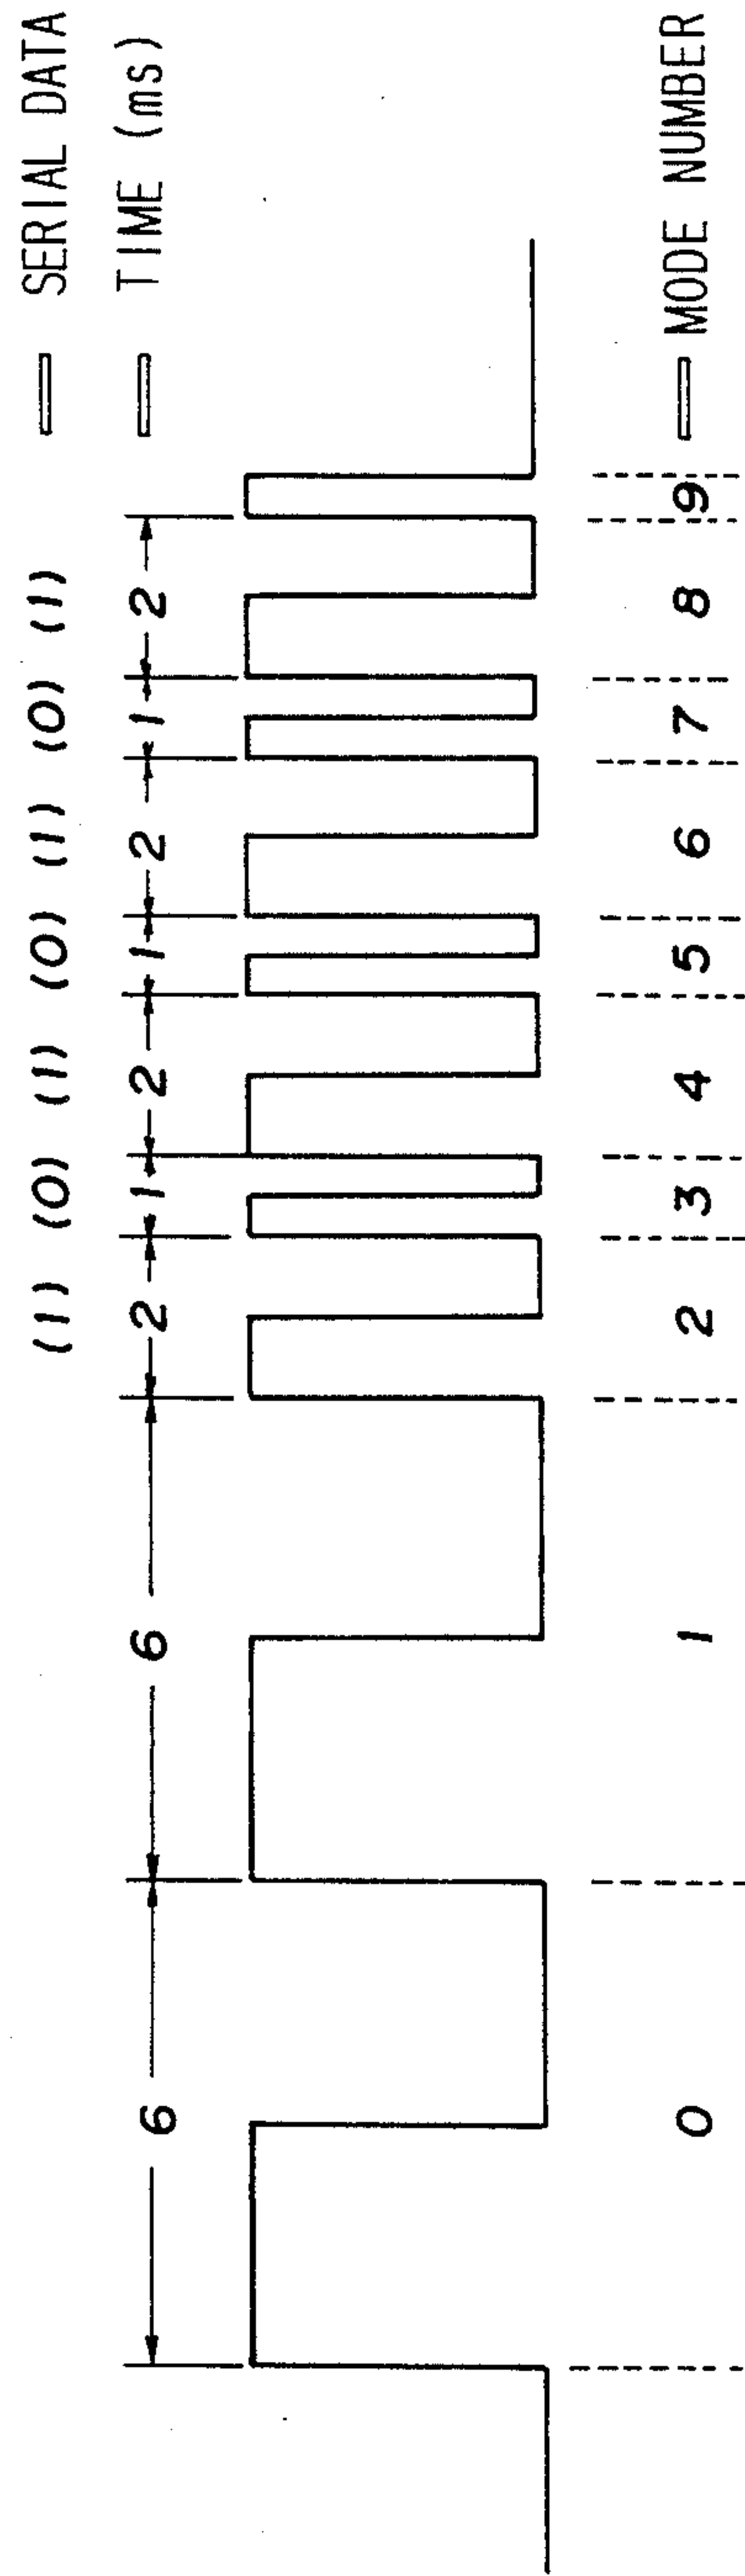 (1) (0) (1) (0) (1) (0) (1) SERIAL DATA
6 6 2 1 2 1 2 1 2 TIME (ms)
0 1 2 3 4 5 6 7 8 9 MODE NUMBER